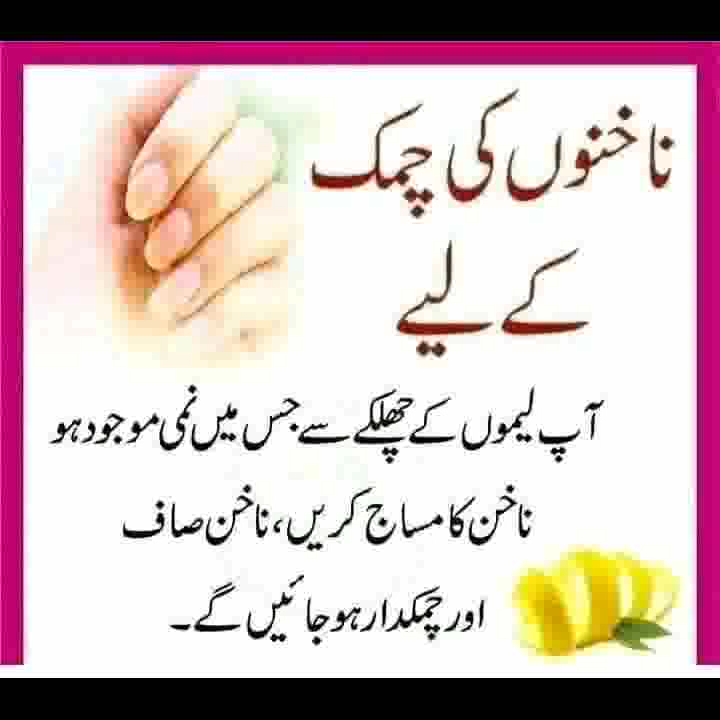 ناخنوں کی چمک
کے لیے
آپ لیموں کے چھلکے سے جس میں نمی موجود ہو
ناخن کا مساج کریں، ناخن صاف
اور چمکدار ہو جائیں گے۔